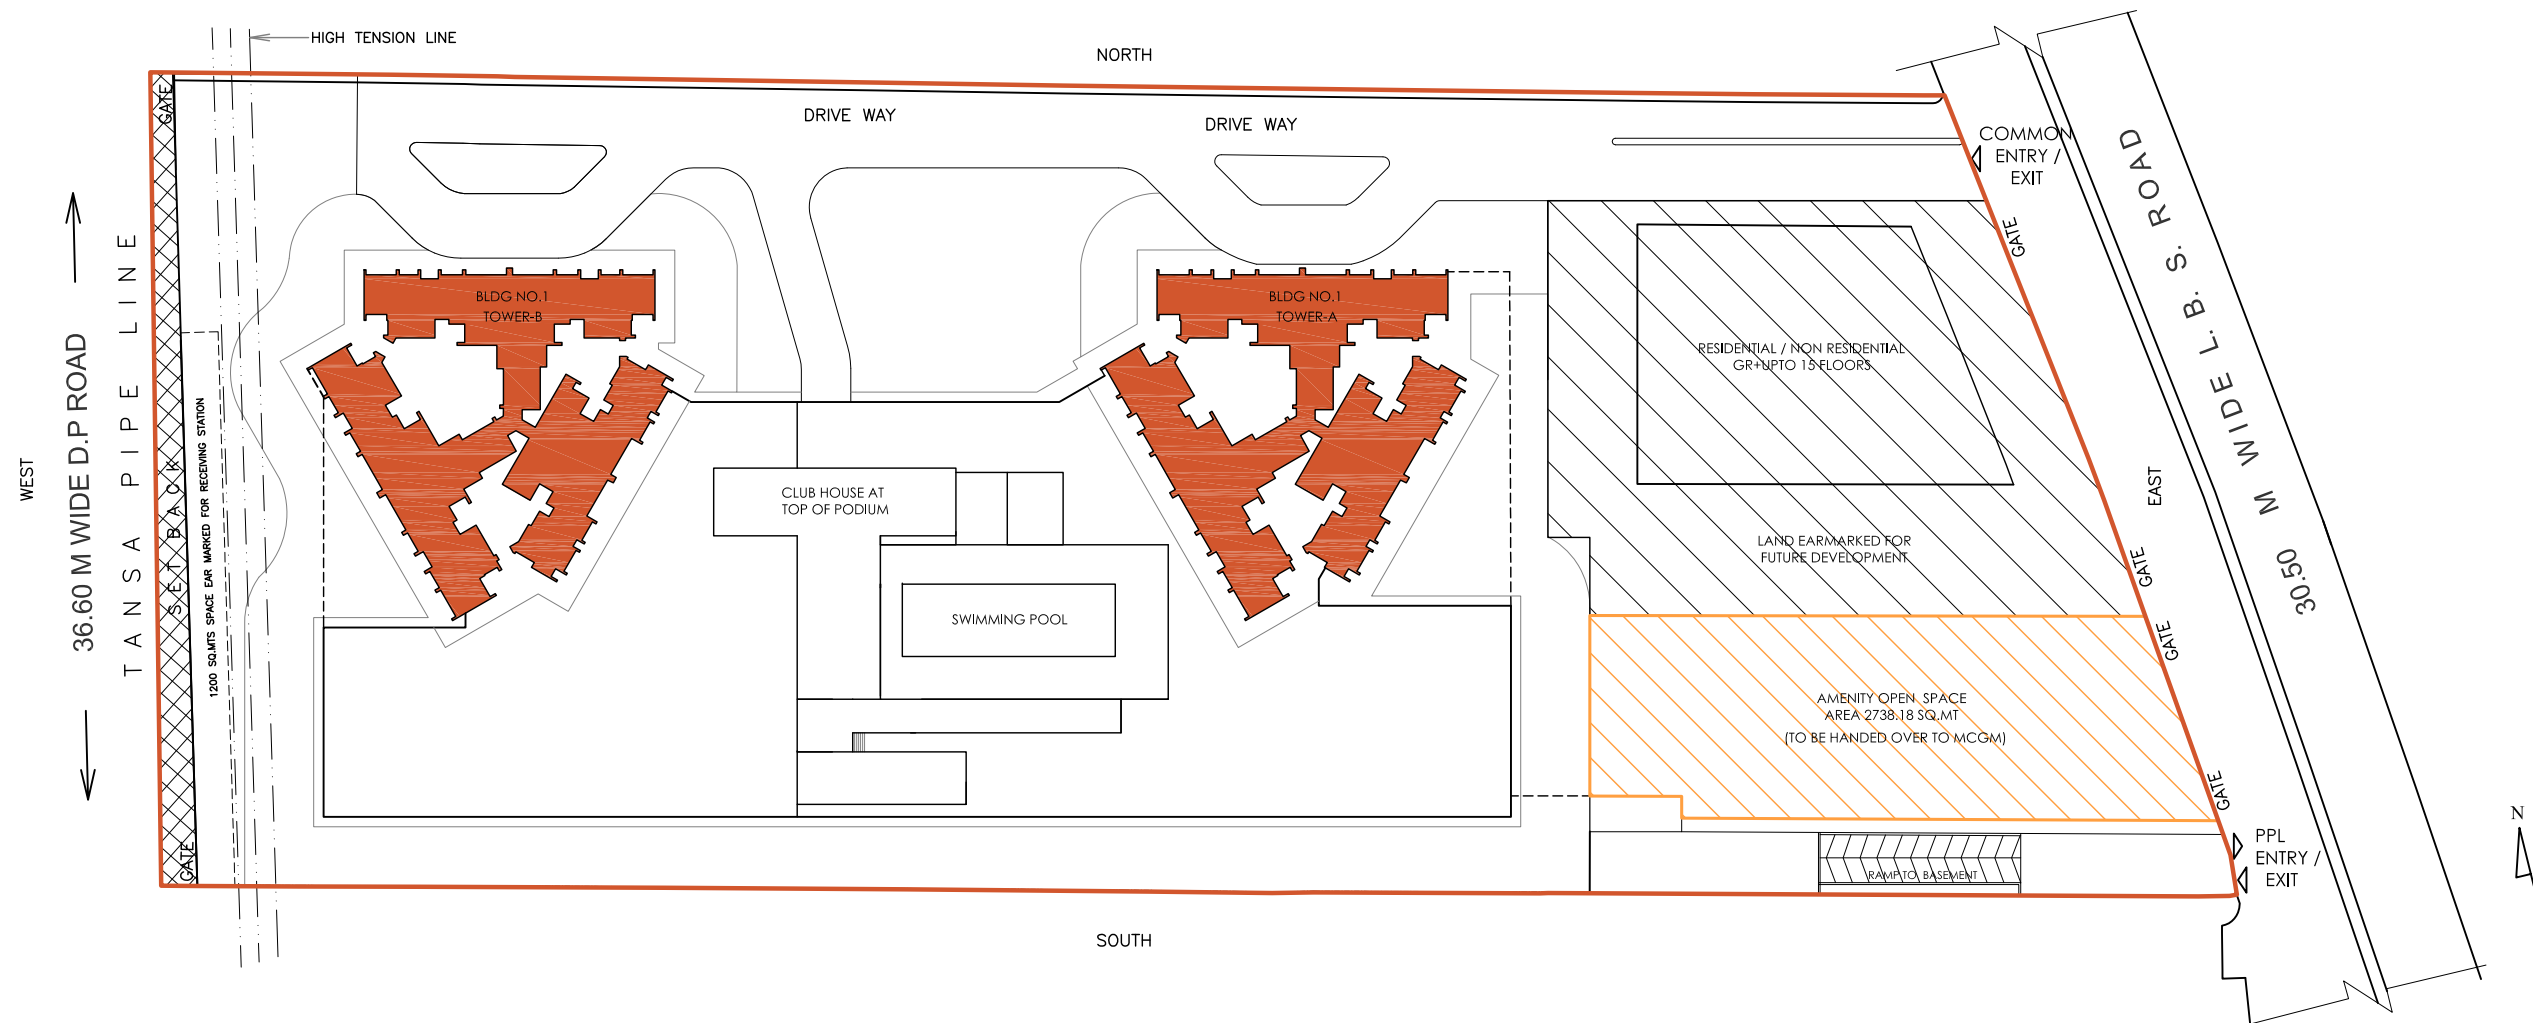 HIGH TENSION LINE
NORTH
GATE
DRIVE WAY
DRIVE WAY
COMMON
ENTRY /
EXIT
GATE
30.50 M WIDE L. B. S. ROAD
WEST
36.60 M WIDE D.P ROAD
TANSA PIPE LINE
SET BACK
1200 SQ.MTS SPACE EAR MARKED FOR RECEIVING STATION
BLDG NO.1
TOWER-B
BLDG NO.1
TOWER-A
RESIDENTIAL / NON RESIDENTIAL
GR+UPTO 15 FLOORS
CLUB HOUSE AT
TOP OF PODIUM
EAST
LAND EARMARKED FOR
FUTURE DEVELOPMENT
GATE
SWIMMING POOL
GATE
AMENITY OPEN SPACE
AREA 2738.18 SQ.MT
(TO BE HANDED OVER TO MCGM)
GATE
GATE
RAMP TO BASEMENT
PPL
ENTRY /
EXIT
N
SOUTH